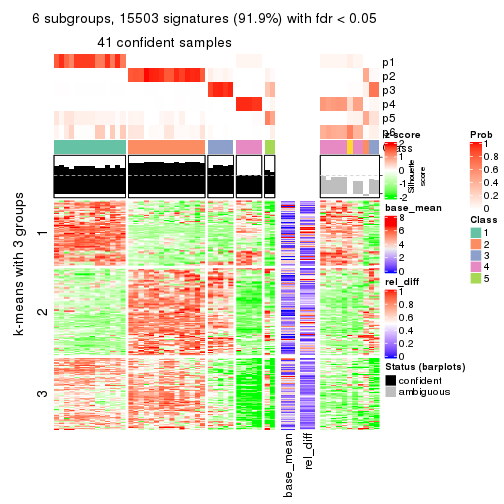 6 subgroups, 15503 signatures (91.9%) with fdr < 0.05
41 confident samples
p1
p2
p3
p4
p5
p6
Class
Silhouette
score
k-means with 3 groups
1
2
3
base_mean
rel_diff
z-score
2
1
0
-1
-2
base_mean
8
6
4
2
0
rel_diff
1
0.8
0.6
0.4
0.2
0
Status (barplots)
confident
ambiguous
Prob
1
0.8
0.6
0.4
0.2
0
Class
1
2
3
4
5